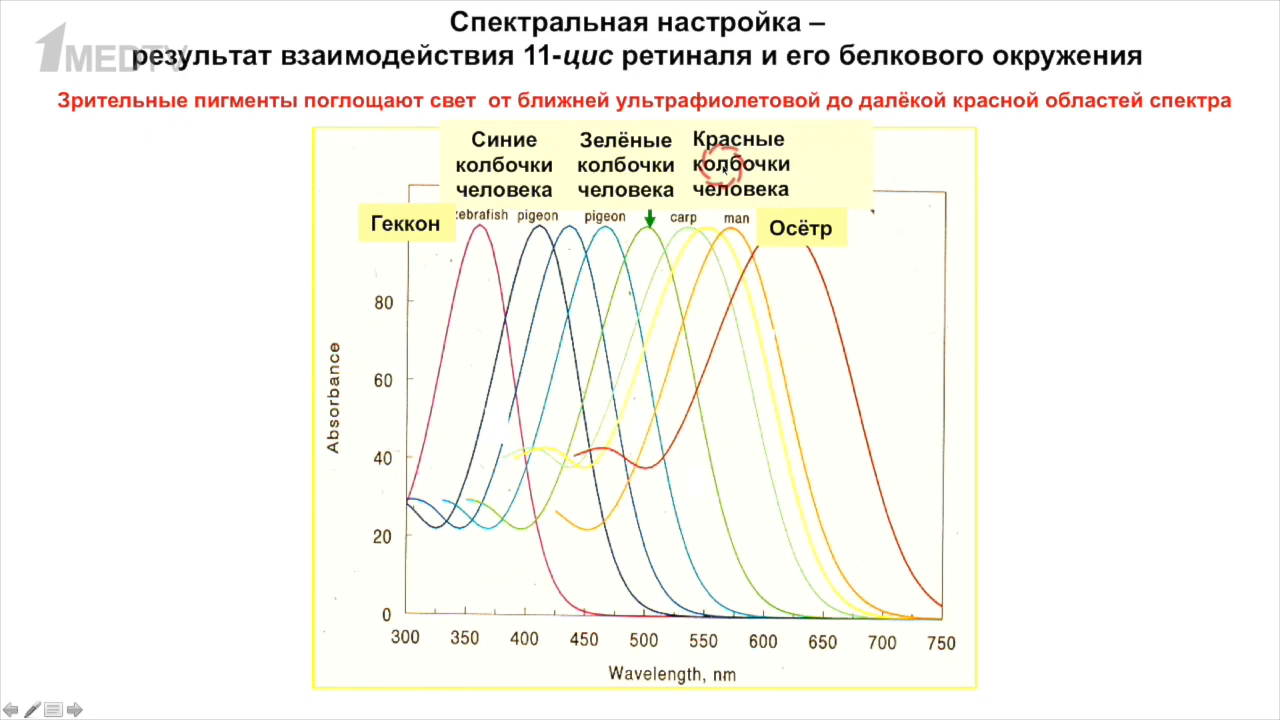 Спектральная настройка –
результат взаимодействия 11-цис ретиналя и его белкового окружения
1MEDTV
Зрительные пигменты поглощают свет от ближней ультрафиолетовой до далёкой красной областей спектра
Синие колбочки человека
Зелёные колбочки человека
Красные колбочки человека
Геккон
zebrafish pigeon pigeon carp man
Осётр
80
60
40
20
0
Absorbance
300 350 400 450 500 550 600 650 700 750
Wavelength, nm